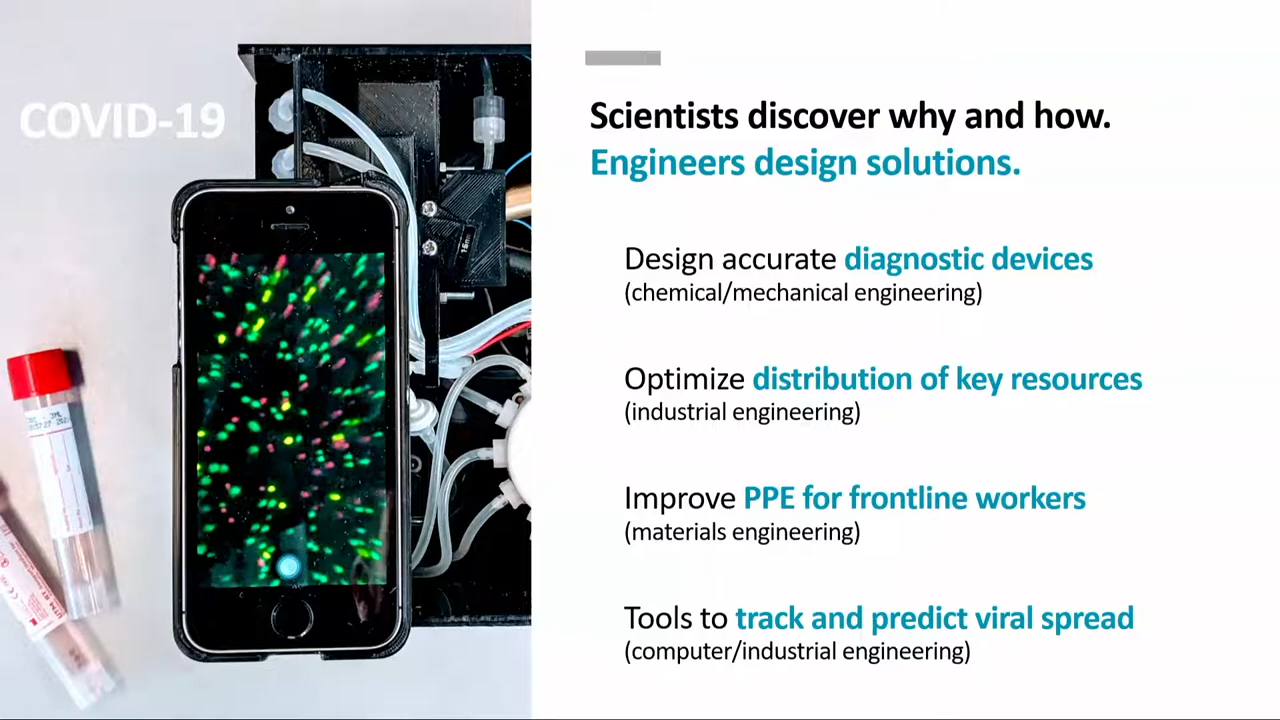 COVID-19
Scientists discover why and how.
Engineers design solutions.
Design accurate diagnostic devices
(chemical/mechanical engineering)
Optimize distribution of key resources
(industrial engineering)
Improve PPE for frontline workers
(materials engineering)
Tools to track and predict viral spread
(computer/industrial engineering)